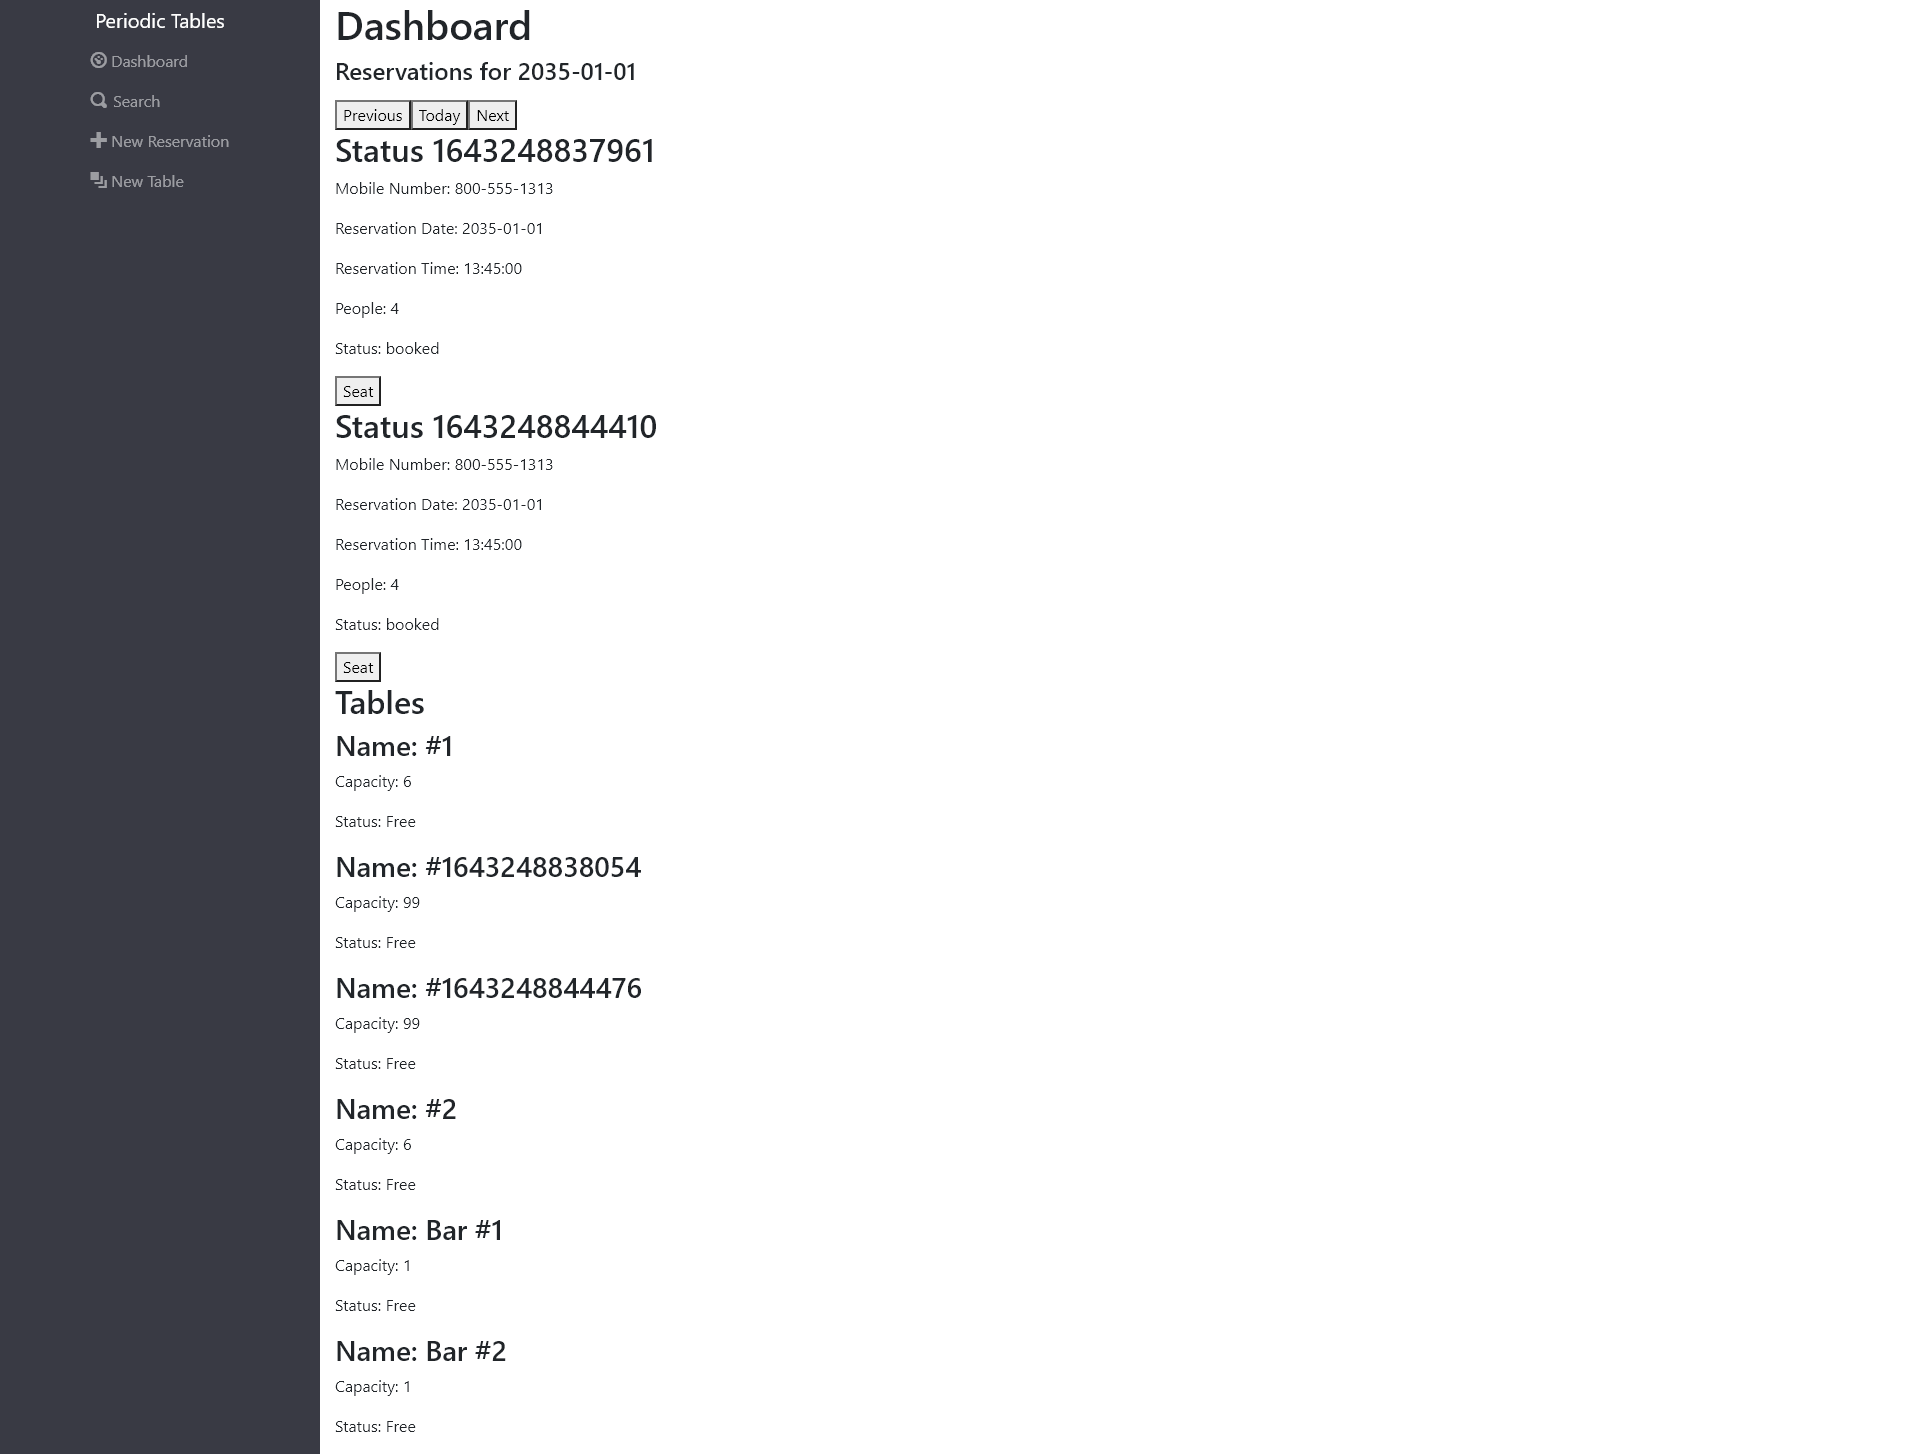 Periodic Tables
Dashboard
Search
New Reservation
New Table
Dashboard
Reservations for 2035-01-01
Previous Today Next
Status 1643248837961
Mobile Number: 800-555-1313
Reservation Date: 2035-01-01
Reservation Time: 13:45:00
People: 4
Status: booked
Seat
Status 1643248844410
Mobile Number: 800-555-1313
Reservation Date: 2035-01-01
Reservation Time: 13:45:00
People: 4
Status: booked
Seat
Tables
Name: #1
Capacity: 6
Status: Free
Name: #1643248838054
Capacity: 99
Status: Free
Name: #1643248844476
Capacity: 99
Status: Free
Name: #2
Capacity: 6
Status: Free
Name: Bar #1
Capacity: 1
Status: Free
Name: Bar #2
Capacity: 1
Status: Free